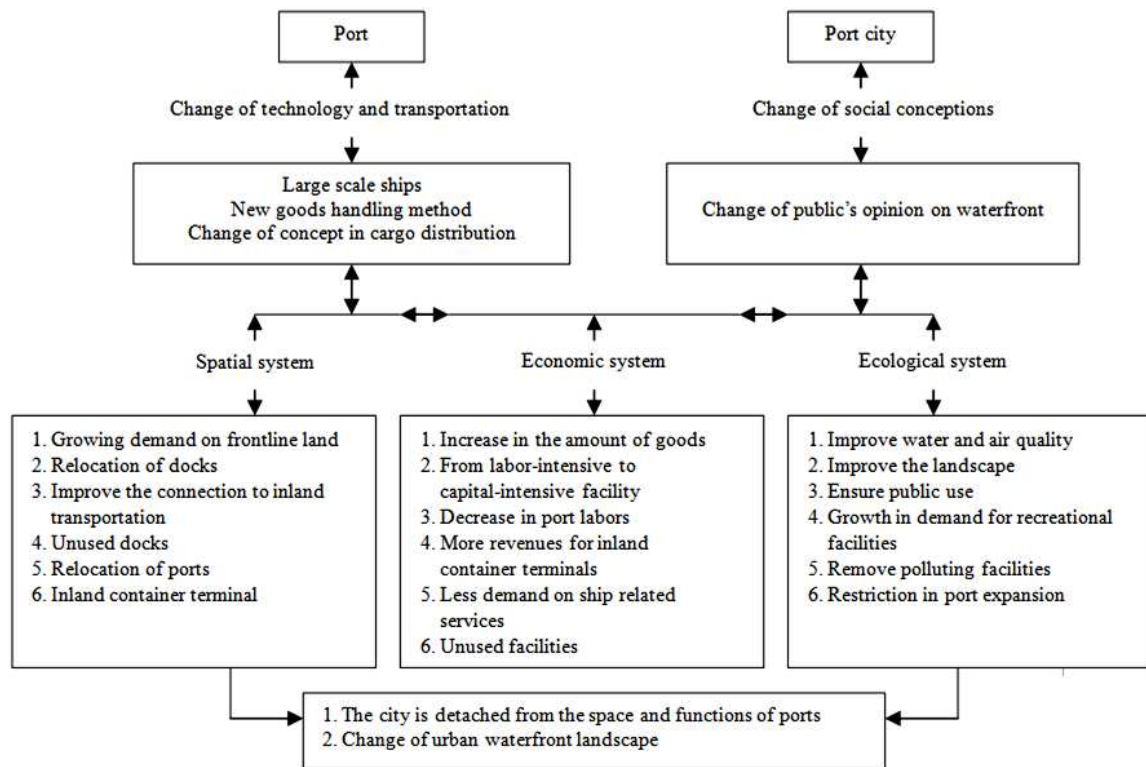 Port
Port city
Change of technology and transportation
Change of social conceptions
Large scale ships
New goods handling method
Change of concept in cargo distribution
Change of public's opinion on waterfront
Spatial system
Economic system
Ecological system
1. Growing demand on frontline land
2. Relocation of docks
3. Improve the connection to inland
transportation
4. Unused docks
5. Relocation of ports
6. Inland container terminal
1. Increase in the amount of goods
2. From labor-intensive to
capital-intensive facility
3. Decrease in port labors
4. More revenues for inland
container terminals
5. Less demand on ship related
services
6. Unused facilities
1. Improve water and air quality
2. Improve the landscape
3. Ensure public use
4. Growth in demand for recreational
facilities
5. Remove polluting facilities
6. Restriction in port expansion
1. The city is detached from the space and functions of ports
2. Change of urban waterfront landscape